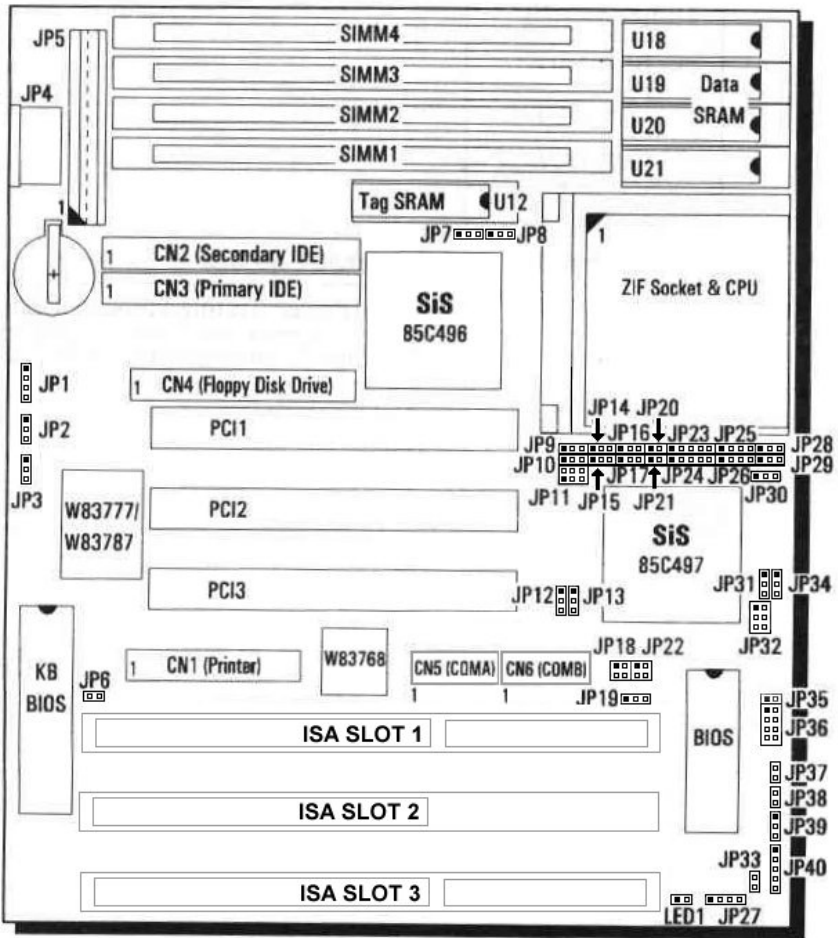 SIMM4
U18
JP5
SIMM3
U19
Data
SRAM
JP4
SIMM2
U20
SIMM1
U21
1
Tag SRAM
U12
JP7
JP8
1
1 CN2 (Secondary IDE)
1 CN3 (Primary IDE)
SiS
85C496
ZIF Socket & CPU
JP1
1 CN4 (Floppy Disk Drive)
JP14 JP20
JP2
PCI1
JP9
JP16
JP23
JP25
JP28
JP10
JP17
JP24
JP26
JP29
JP3
JP11
JP15
JP21
JP30
W83777/
W83787
PCI2
SiS
85C497
PCI3
JP12
JP13
JP31
JP34
JP32
KB
BIOS
JP6
1 CN1 (Printer)
W83768
CN5 (COMA)
CN6 (COMB)
1
1
JP18 JP22
JP19
JP35
JP36
BIOS
ISA SLOT 1
JP37
JP38
ISA SLOT 2
JP39
JP33
JP40
ISA SLOT 3
LED1
JP27